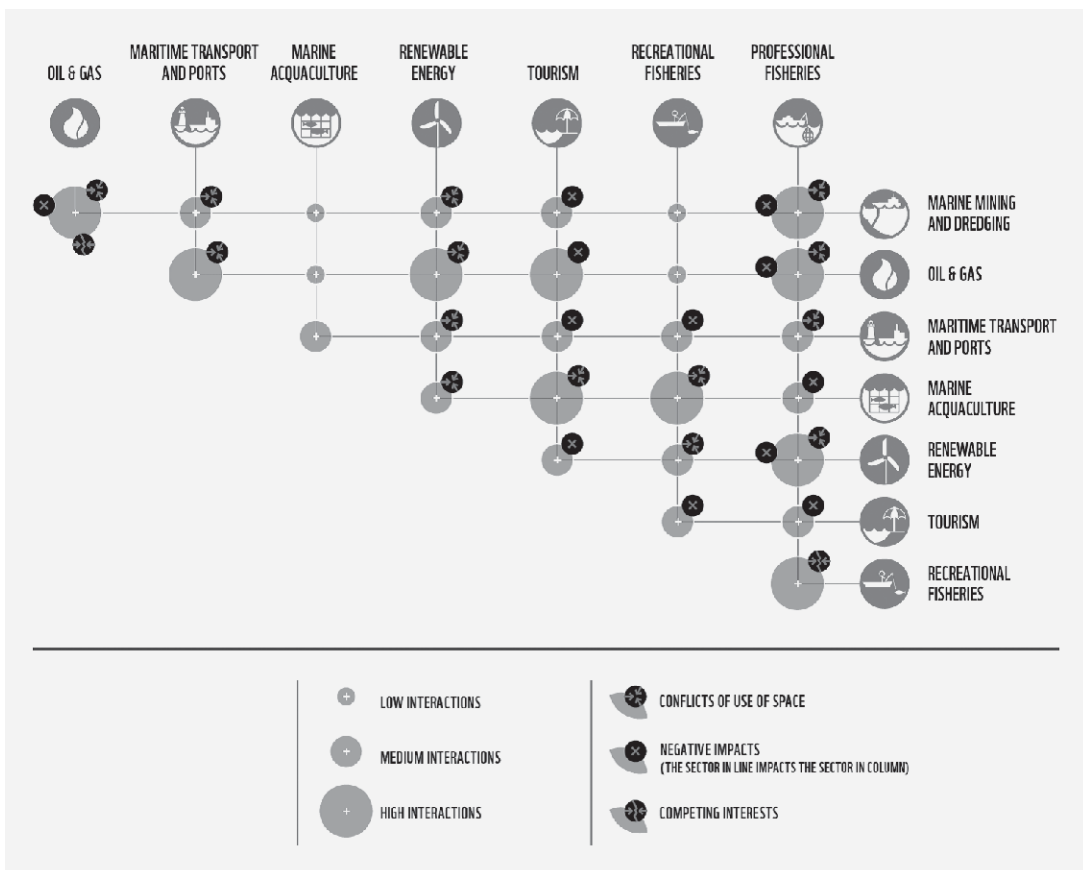 OIL & GAS
MARITIME TRANSPORT
AND PORTS
MARINE
ACQUACULTURE
RENEWABLE
ENERGY
TOURISM
RECREATIONAL
FISHERIES
PROFESSIONAL
FISHERIES
MARINE MINING
AND DREDGING
OIL & GAS
MARITIME TRANSPORT
AND PORTS
MARINE
ACQUACULTURE
RENEWABLE
ENERGY
TOURISM
RECREATIONAL
FISHERIES
LOW INTERACTIONS
MEDIUM INTERACTIONS
HIGH INTERACTIONS
CONFLICTS OF USE OF SPACE
NEGATIVE IMPACTS
(THE SECTOR IN LINE IMPACTS THE SECTOR IN COLUMN)
COMPETING INTERESTS